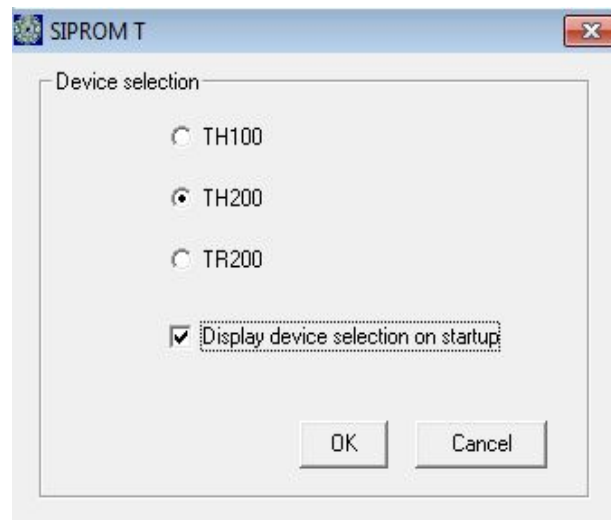 SIPROM T
Device selection
TH100
TH200
TR200
Display device selection on startup
OK
Cancel